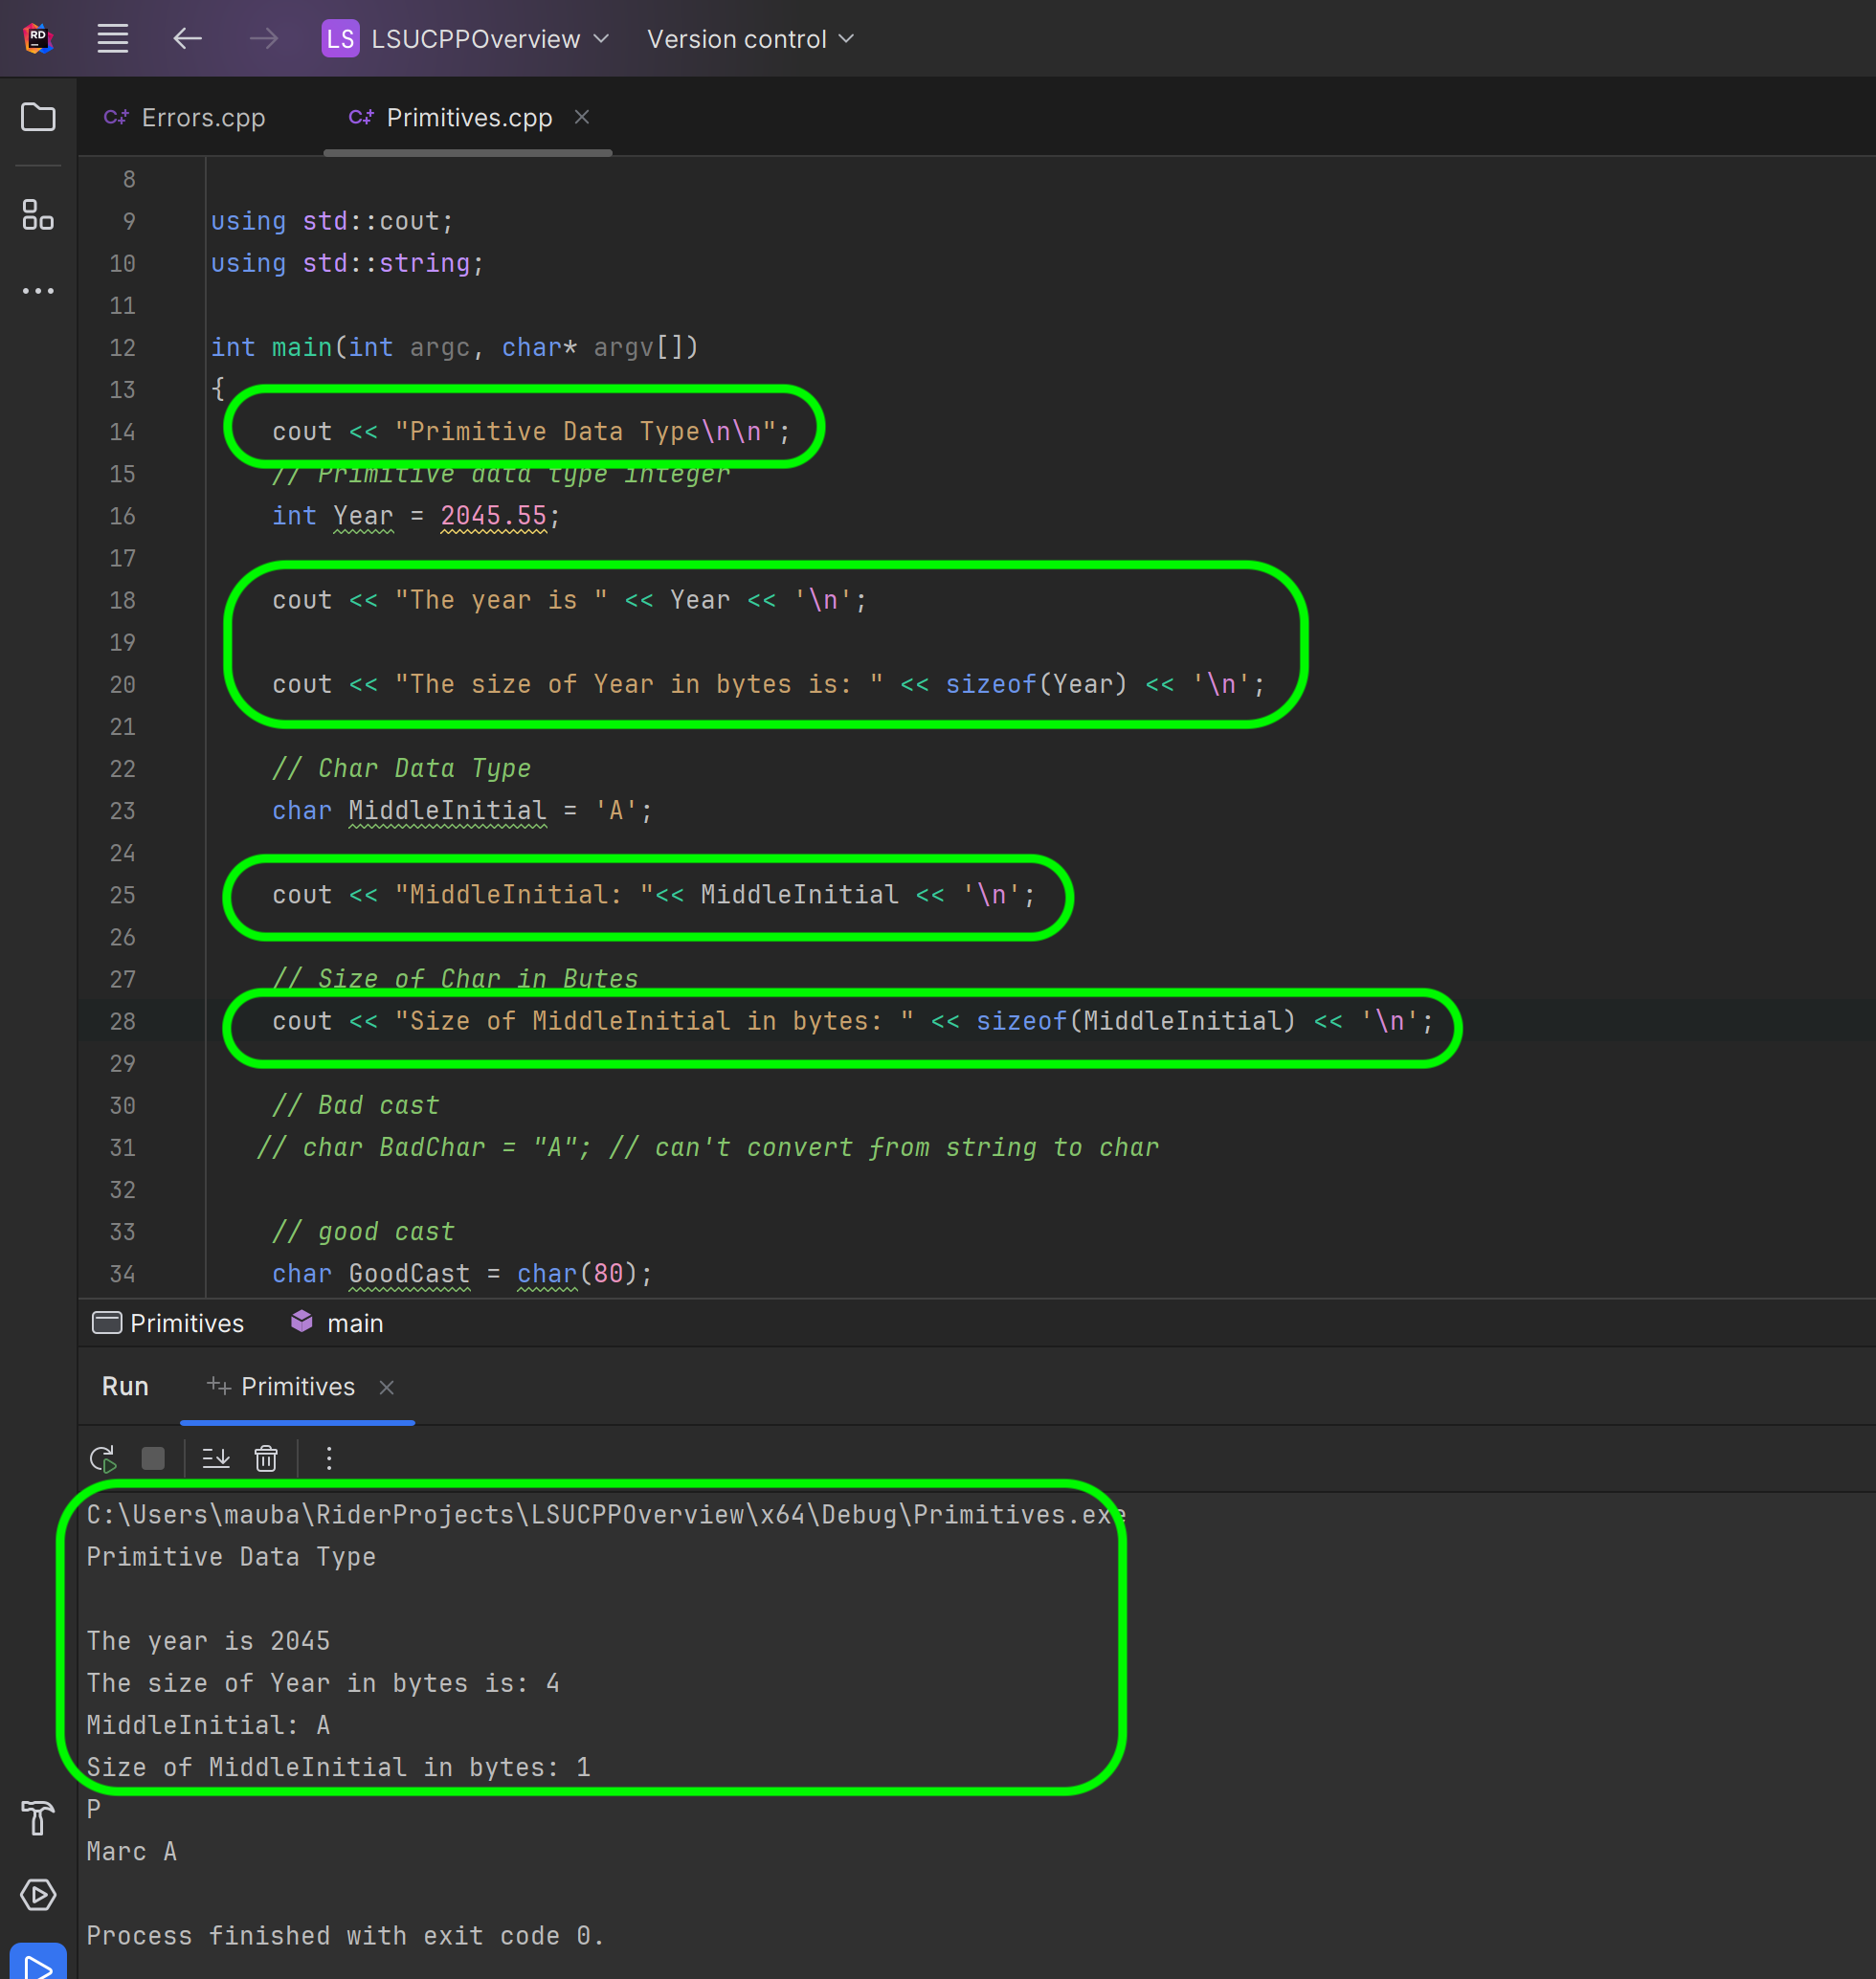 RD
LS LSUCPPOverview Version control
Errors.cpp Primitives.cpp
8
9 using std::cout;
10 using std::string;
11
12 int main(int argc, char* argv[])
13 {
14 cout << "Primitive Data Type\n\n";
15 // Primitive data type integer
16 int Year = 2045.55;
17
18 cout << "The year is " << Year << '\n';
19
20 cout << "The size of Year in bytes is: " << sizeof(Year) << '\n';
21
22 // Char Data Type
23 char MiddleInitial = 'A';
24
25 cout << "MiddleInitial: "<< MiddleInitial << '\n';
26
27 // Size of Char in Bytes
28 cout << "Size of MiddleInitial in bytes: " << sizeof(MiddleInitial) << '\n';
29
30 // Bad cast
31 // char BadChar = "A"; // can't convert from string to char
32
33 // good cast
34 char GoodCast = char(80);
Primitives main
Run Primitives
C:\Users\mauba\RiderProjects\LSUCPPOverview\x64\Debug\Primitives.exe
Primitive Data Type
The year is 2045
The size of Year in bytes is: 4
MiddleInitial: A
Size of MiddleInitial in bytes: 1
P
Marc A
Process finished with exit code 0.